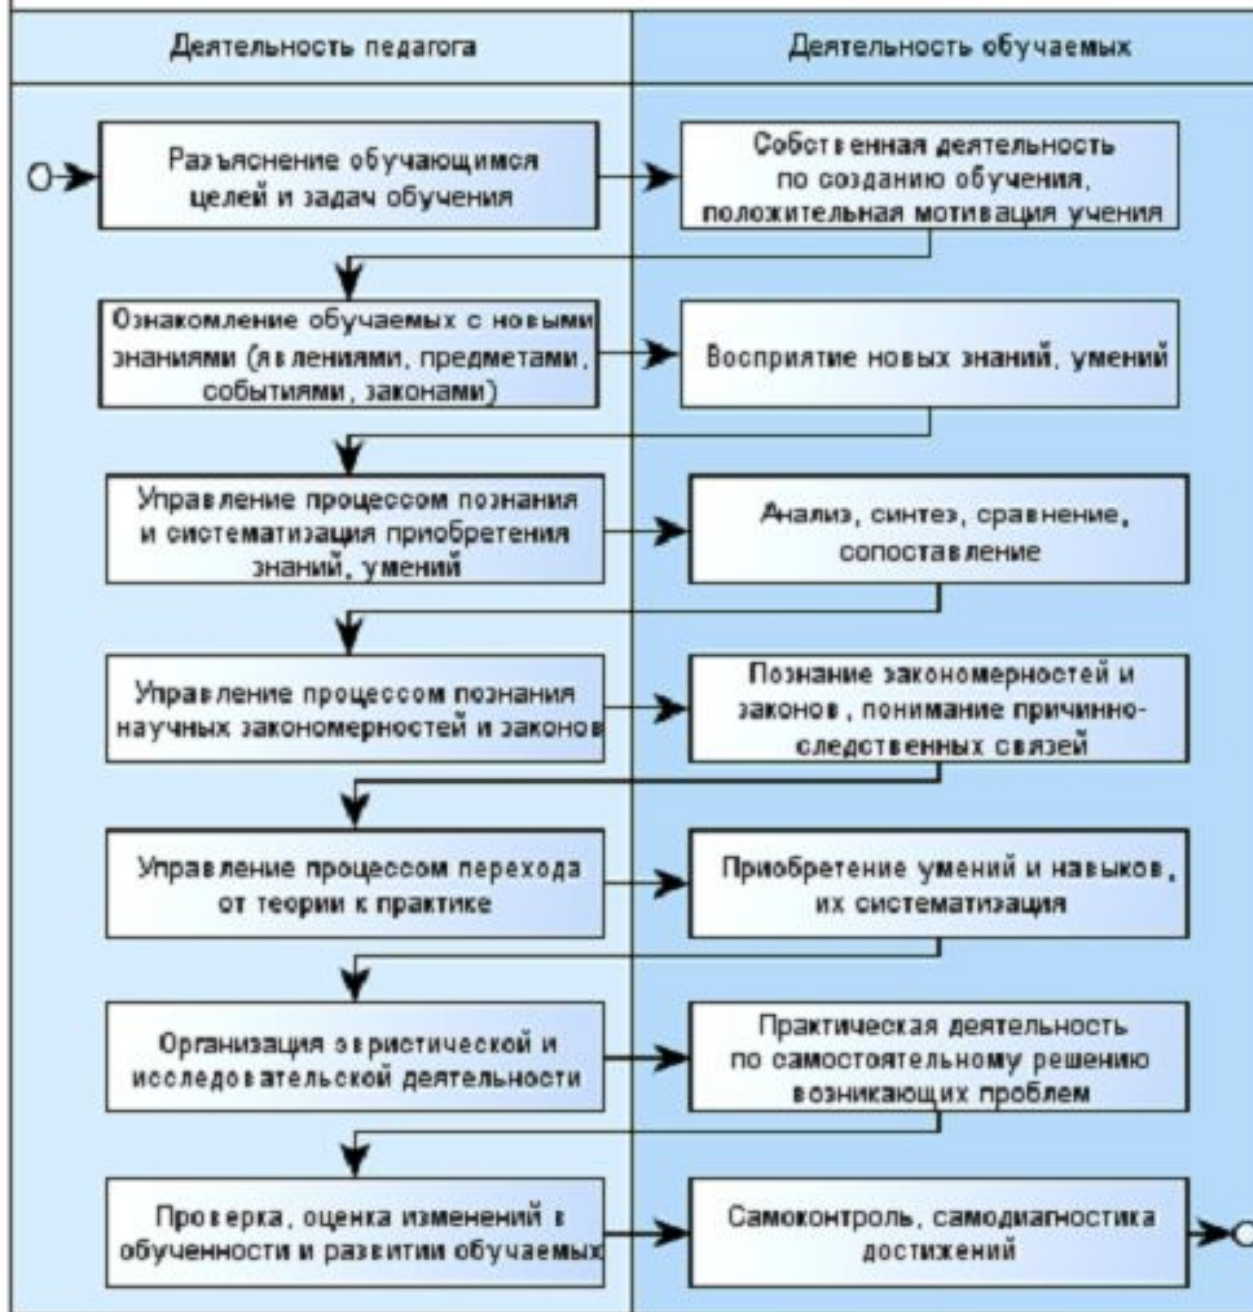 Деятельность педагога
Деятельность обучаемых
Разъяснение обучающимся
целей и задач обучения
Собственная деятельность
по созданию обучения,
положительная мотивация учения
Ознакомление обучаемых с новыми
знаниями (явлениями, предметами,
событиями, законами)
Восприятие новых знаний, умений
Управление процессом познания
и систематизация приобретения
знаний, умений
Анализ, синтез, сравнение,
сопоставление
Управление процессом познания
научных закономерностей и законов
Познание закономерностей и
законов, понимание причинно-
следственных связей
Управление процессом перехода
от теории к практике
Приобретение умений и навыков,
их систематизация
Организация эвристической и
исследовательской деятельности
Практическая деятельность
по самостоятельному решению
возникающих проблем
Проверка, оценка изменений в
обученности и развитии обучаемых
Самоконтроль, самодиагностика
достижений